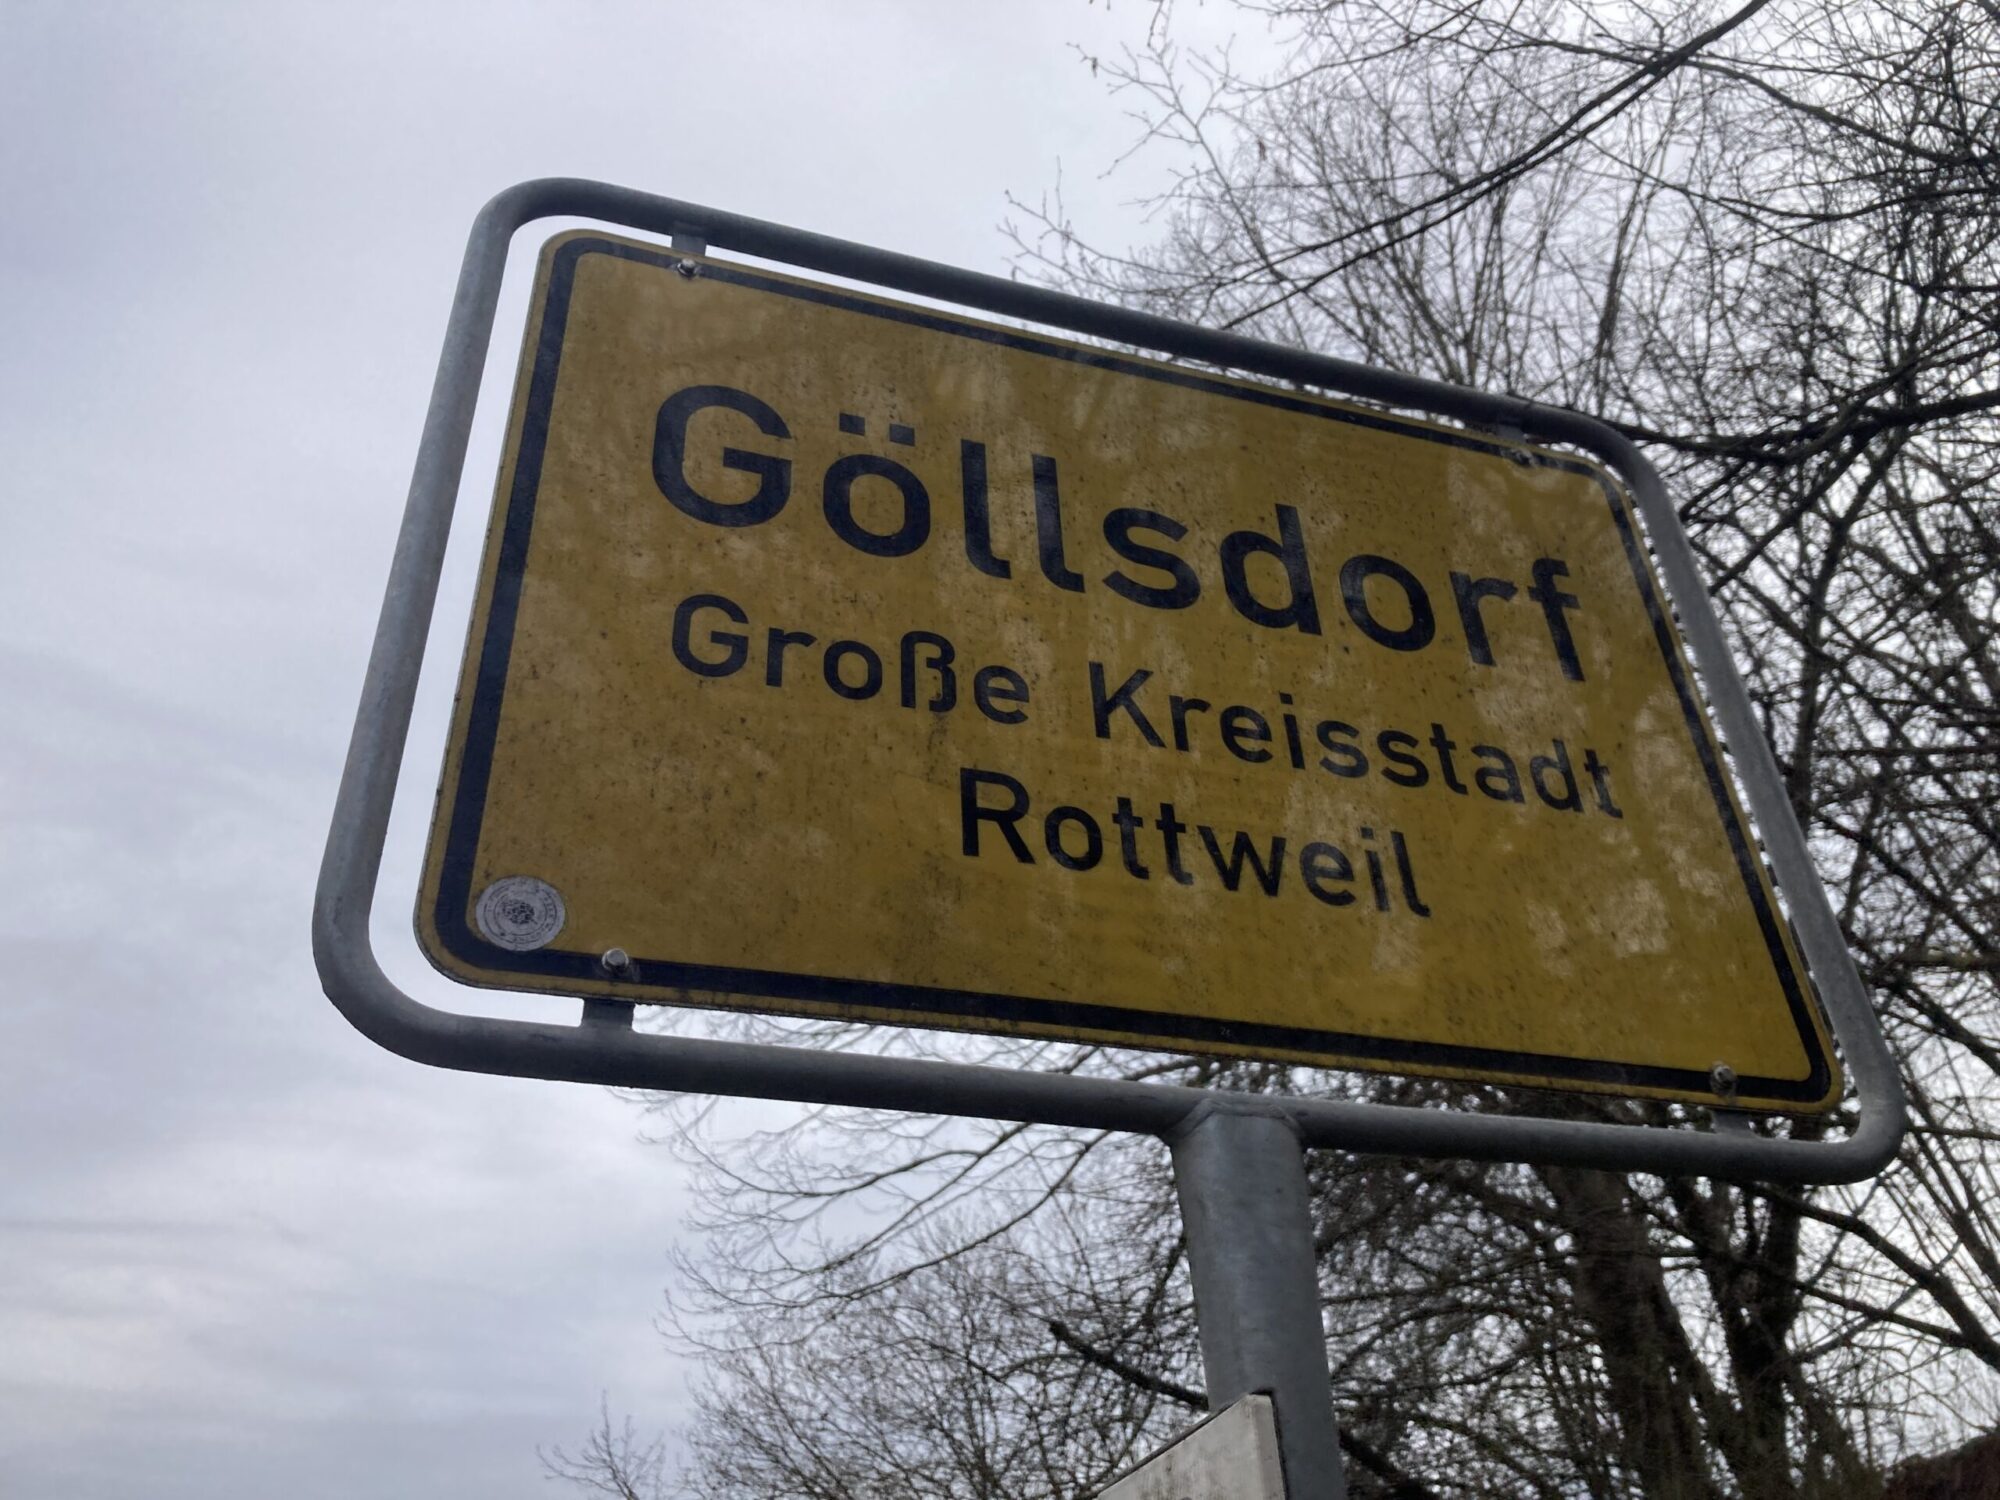 Göllsdorf
Große Kreisstadt
Rottweil